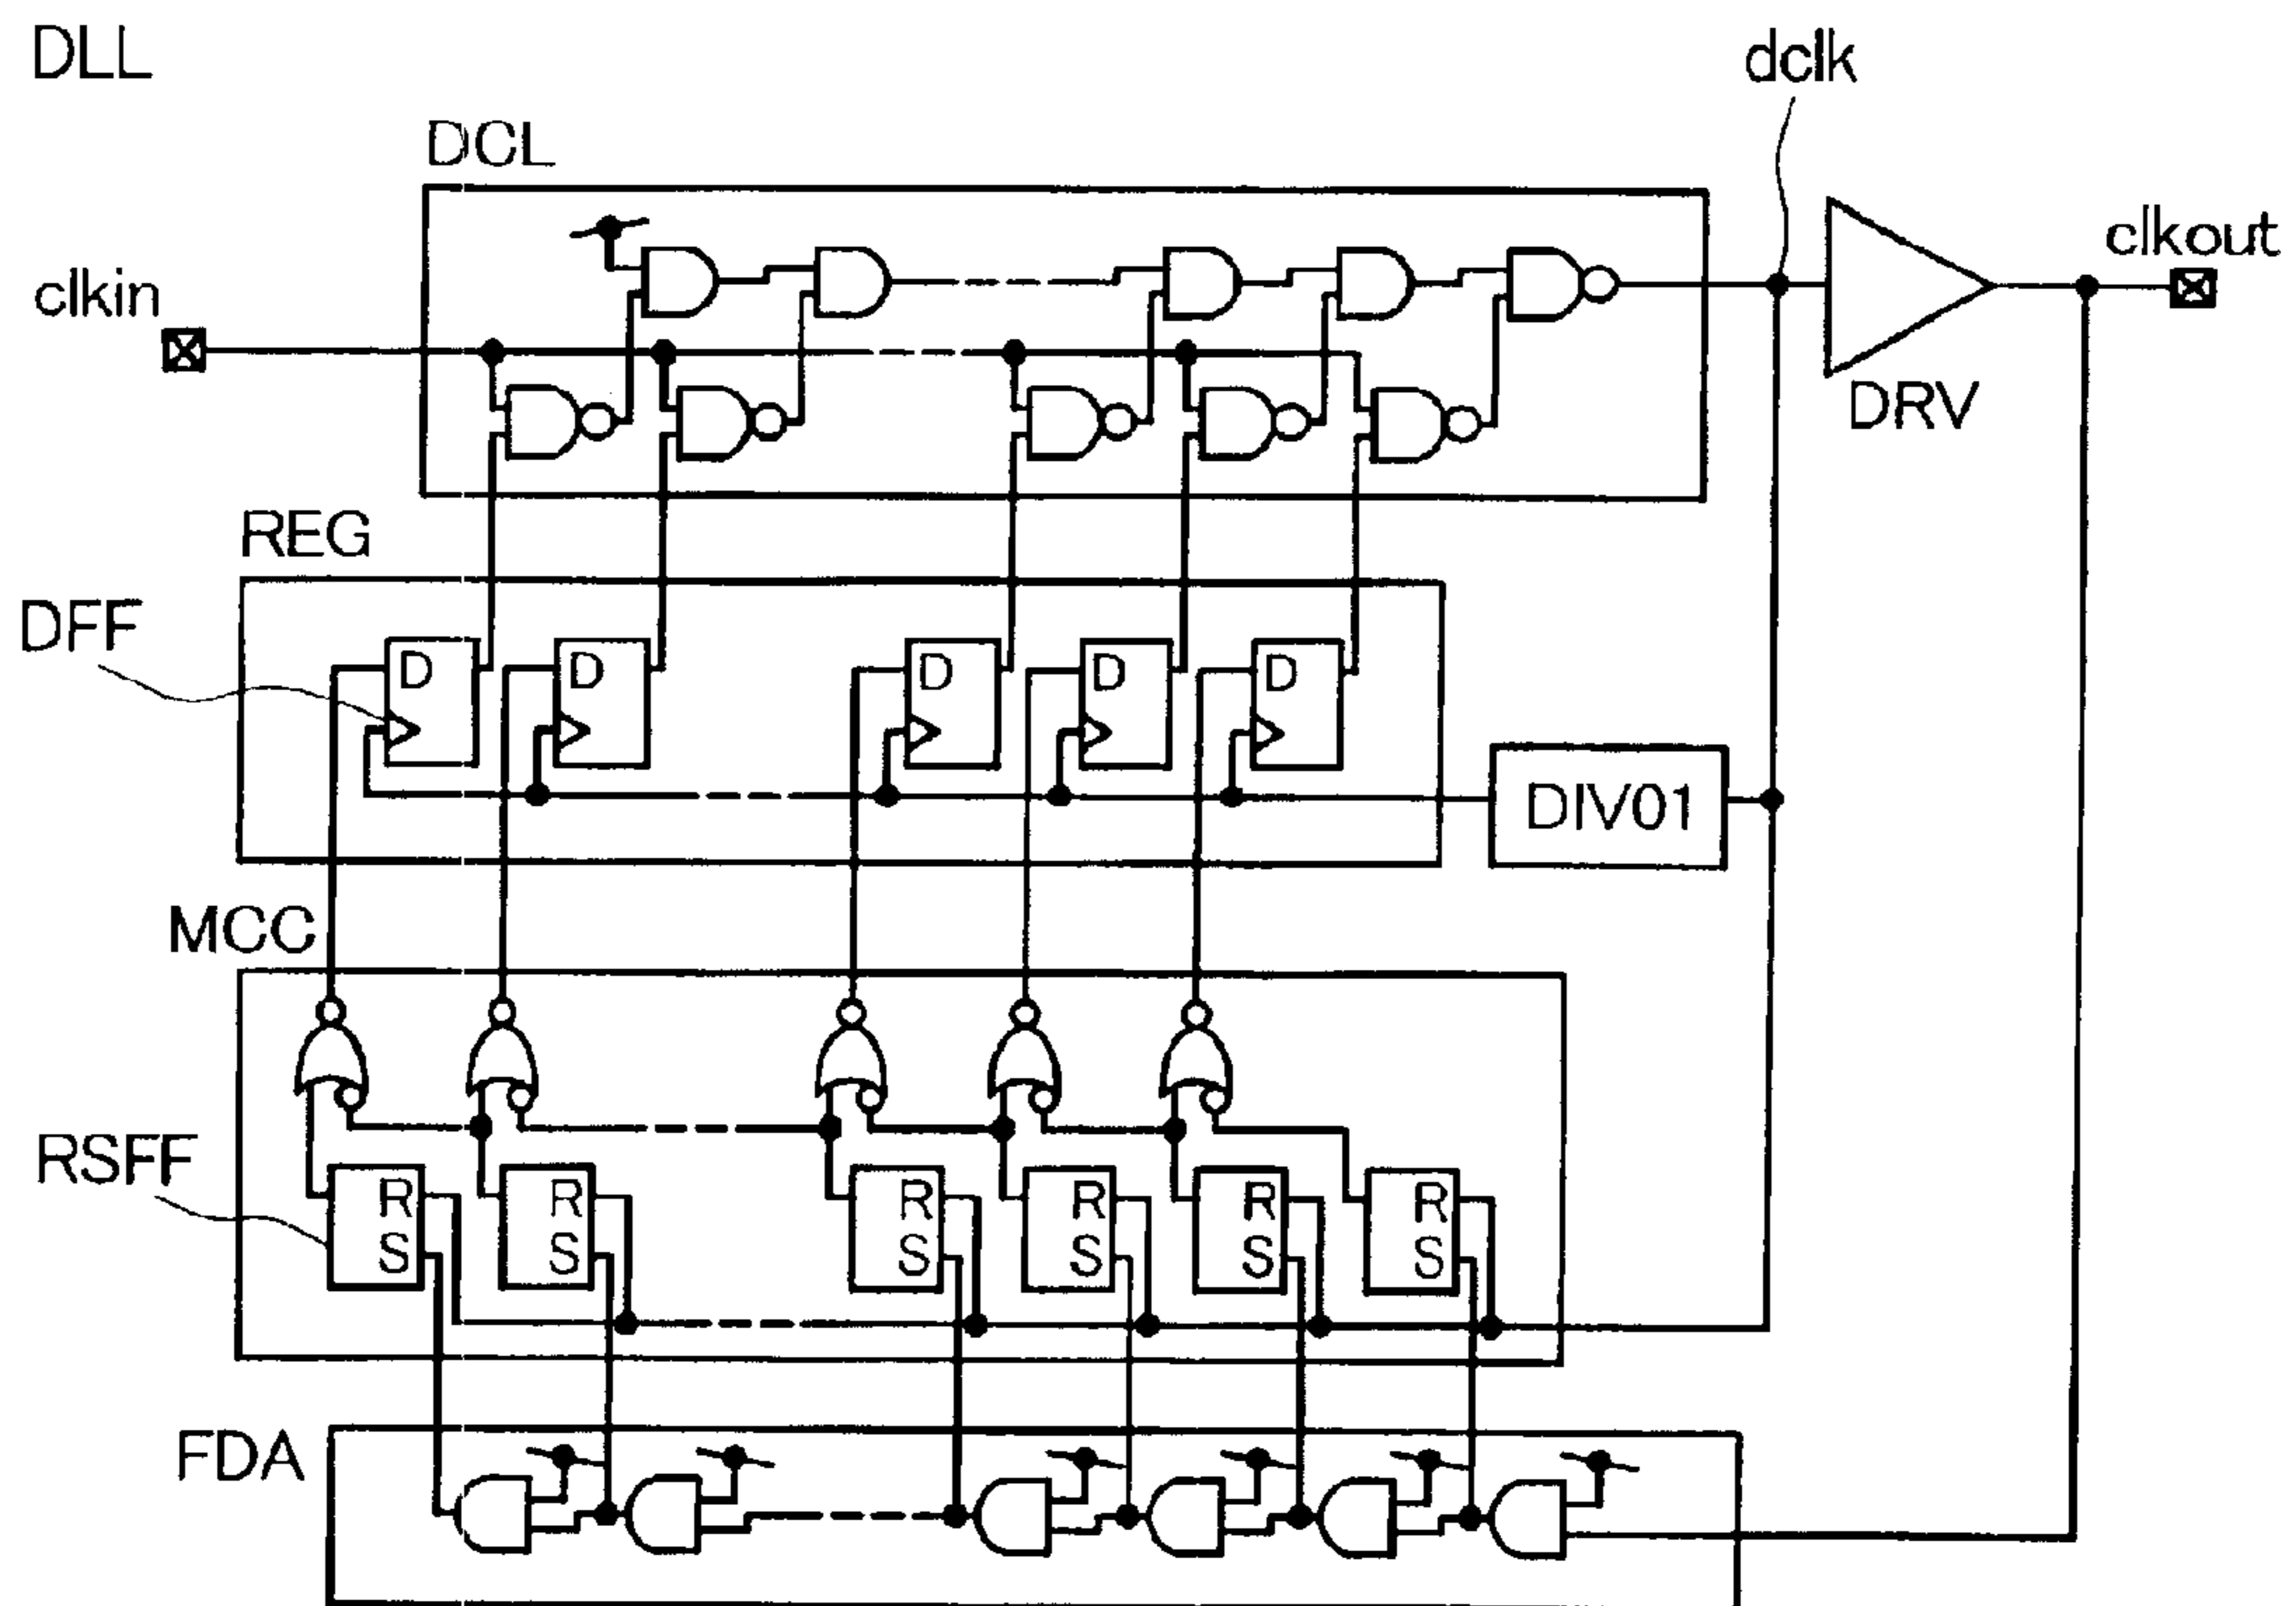 DLL
dclk
DCL
clkin
clkout
DRV
REG
DFF
D D D D D
DIV01
MCC
RSFF
R R R R R R
S S S S S S
FDA